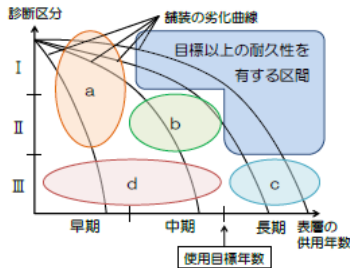 診断区分
舗装の劣化曲線
目標以上の耐久性を
有する区間
Ⅰ
a
Ⅱ
b
Ⅲ
d
c
早期
中期
長期
表層の
供用年数
使用目標年数